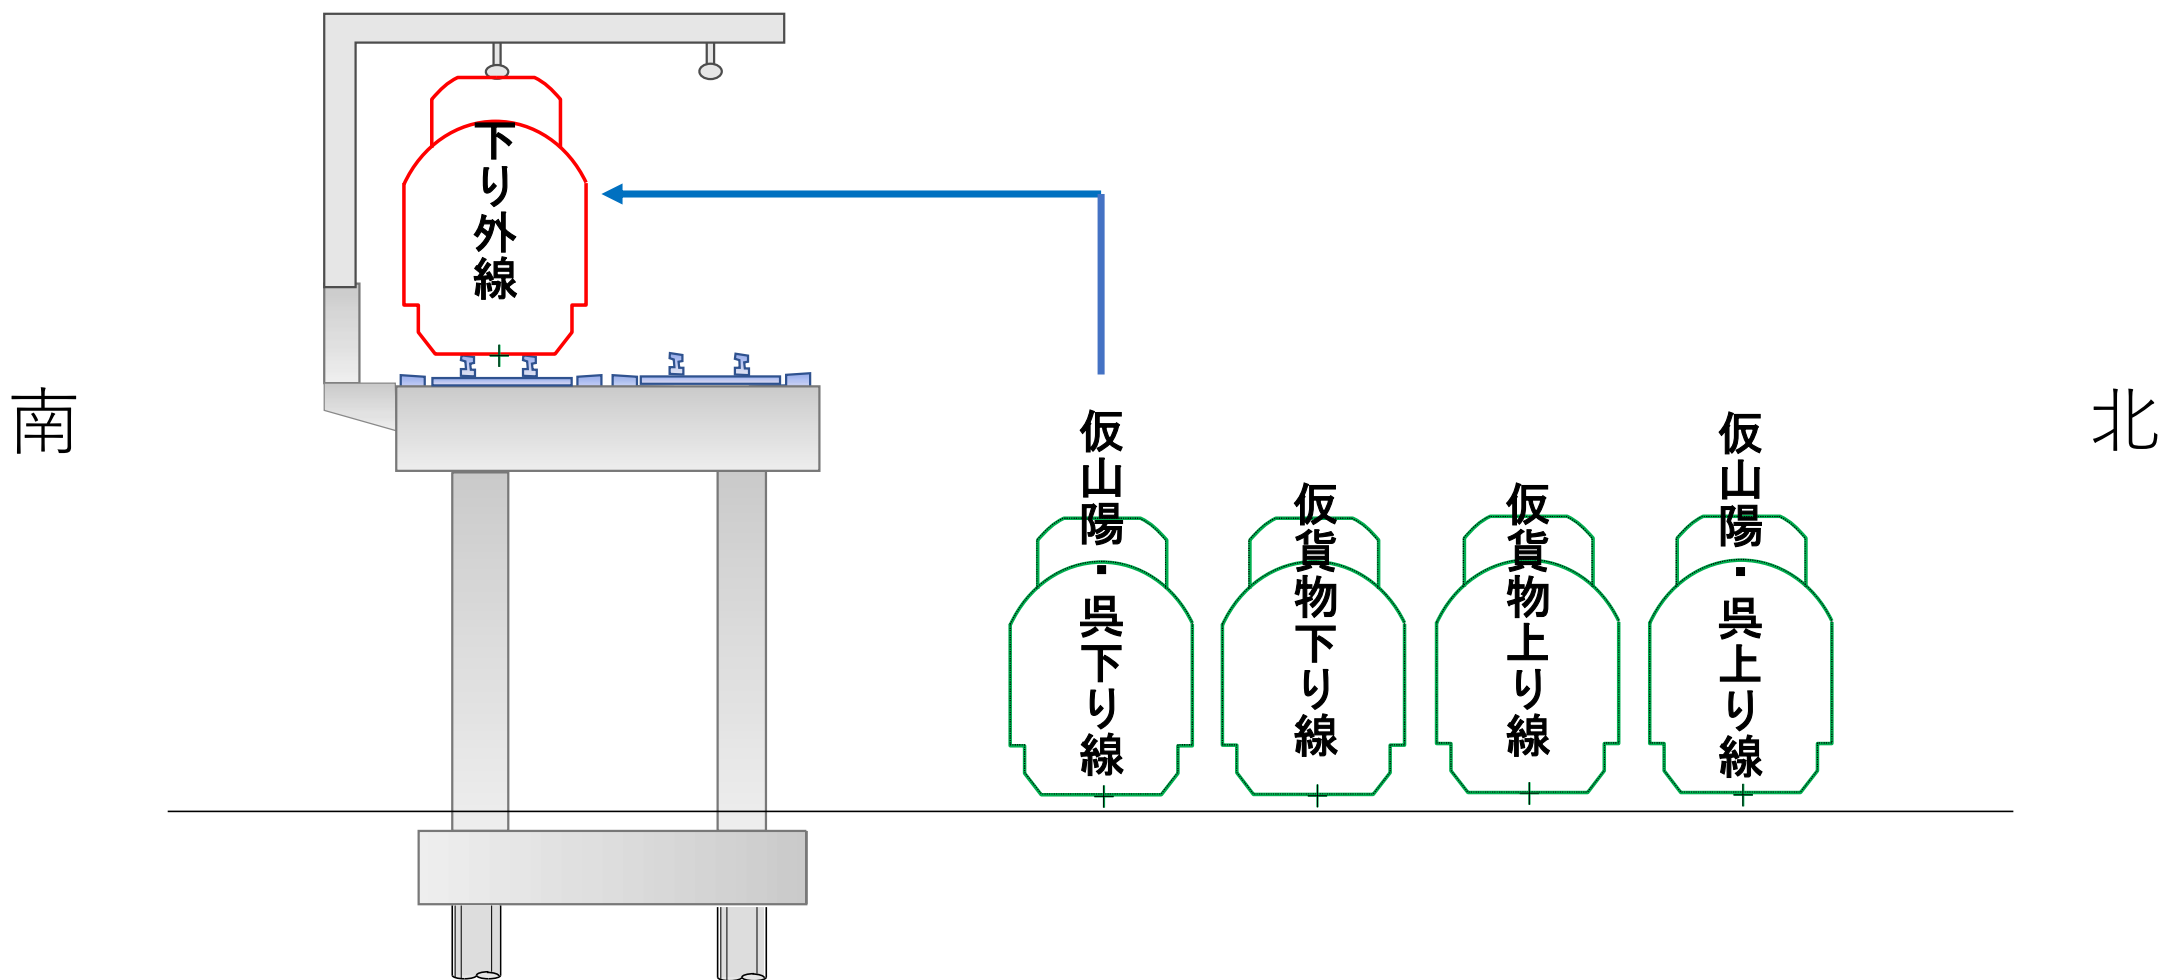 南
下り外線
仮山陽・呉下り線
仮貨物下り線
仮貨物上り線
仮山陽・呉上り線
北